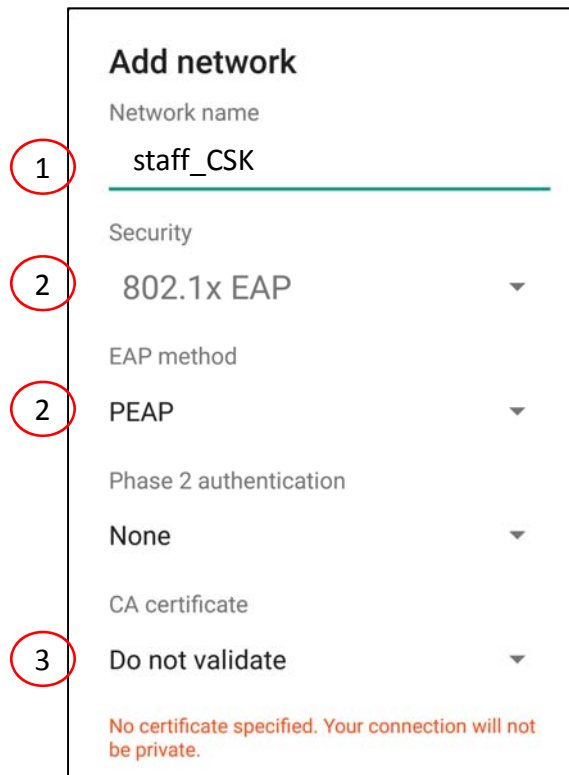 Add network
Network name
1 staff_CSK
Security
2 802.1x EAP
EAP method
2 PEAP
Phase 2 authentication
None
CA certificate
3 Do not validate
No certificate specified. Your connection will not
be private.